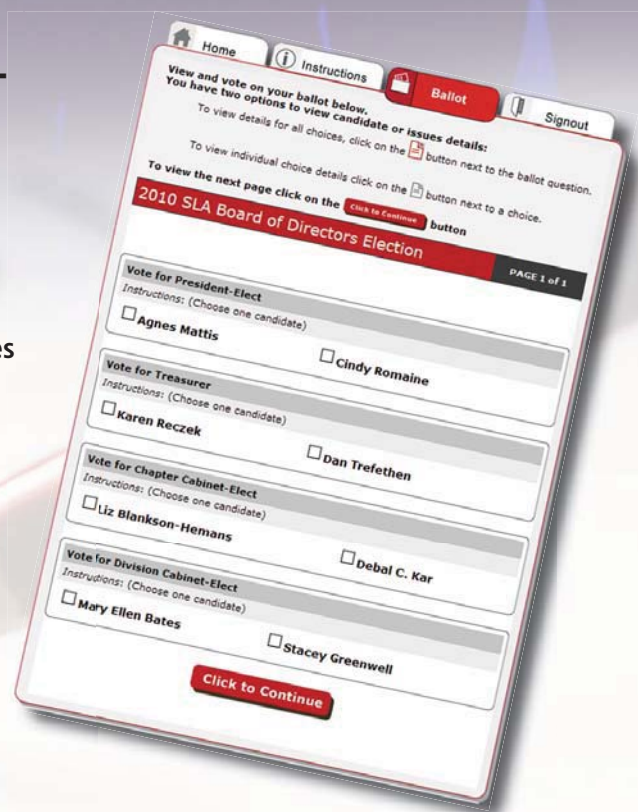 Home
Instructions
Ballot
Signout
View and vote on your ballot below.
You have two options to view candidate or issues details:
To view details for all choices, click on the button next to the ballot question.
To view individual choice details click on the button next to a choice.
To view the next page click on the Click to Continue button
2010 SLA Board of Directors Election
PAGE 1 of 1
Vote for President-Elect
Instructions: (Choose one candidate)
Agnes Mattis
Cindy Romaine
es
Vote for Treasurer
Instructions: (Choose one candidate)
Karen Reczek
Dan Trefethen
Vote for Chapter Cabinet-Elect
Instructions: (Choose one candidate)
Liz Blankson-Hemans
Debal C. Kar
Vote for Division Cabinet-Elect
Instructions: (Choose one candidate)
Mary Ellen Bates
Stacey Greenwell
Click to Continue